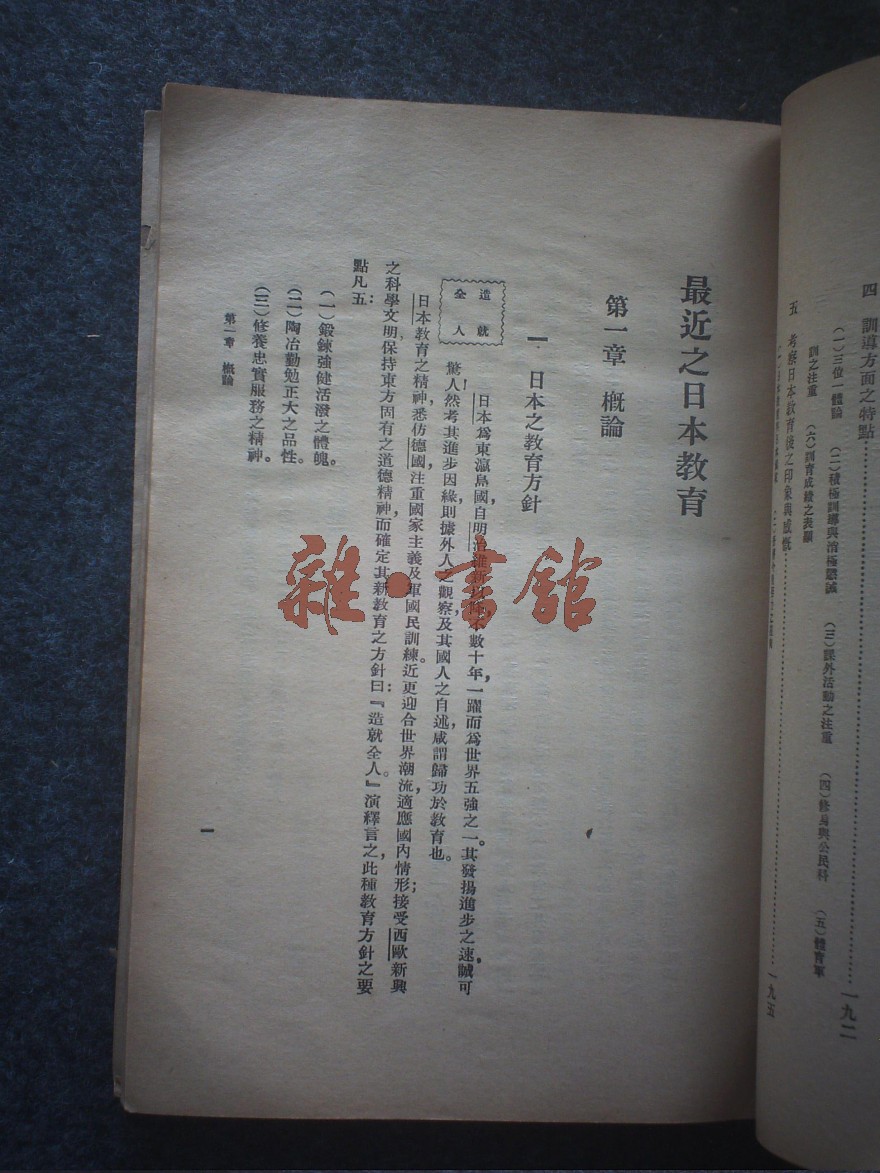 四　訓導方面之特點……一九二
（一）三位一體論　（二）積極訓導與消極懲誡　（三）課外活動之注重　（四）修身與公民科　（五）體育軍
訓之注重　（六）訓育成績之表顯
五　考察日本教育後之印象與感慨……一九五
最近之日本教育
第一章　概論
一　日本之教育方針
造就
全人
日本爲東瀛島國，自明治維新以降，不數十年，一躍而爲世界五強之一。其發揚進步之速，誠可
驚人！然考其進步因緣，則據外人之觀察，及其國人之自述，咸謂歸功於教育也。
日本教育之精神，悉仿德國，注重國家主義及軍國民訓練。近更迎合世界潮流，適應國內情形；接受西歐新興
之科學文明，保持東方固有之道德精神，而確定其新教育之方針曰：『造就全人。』演釋言之，此種教育方針之要
點凡五：
（一）鍛鍊強健活潑之體魄。
（二）陶冶勤勉正大之品性。
（三）修養忠實服務之精神。
第一章　概論
一
雜·書館